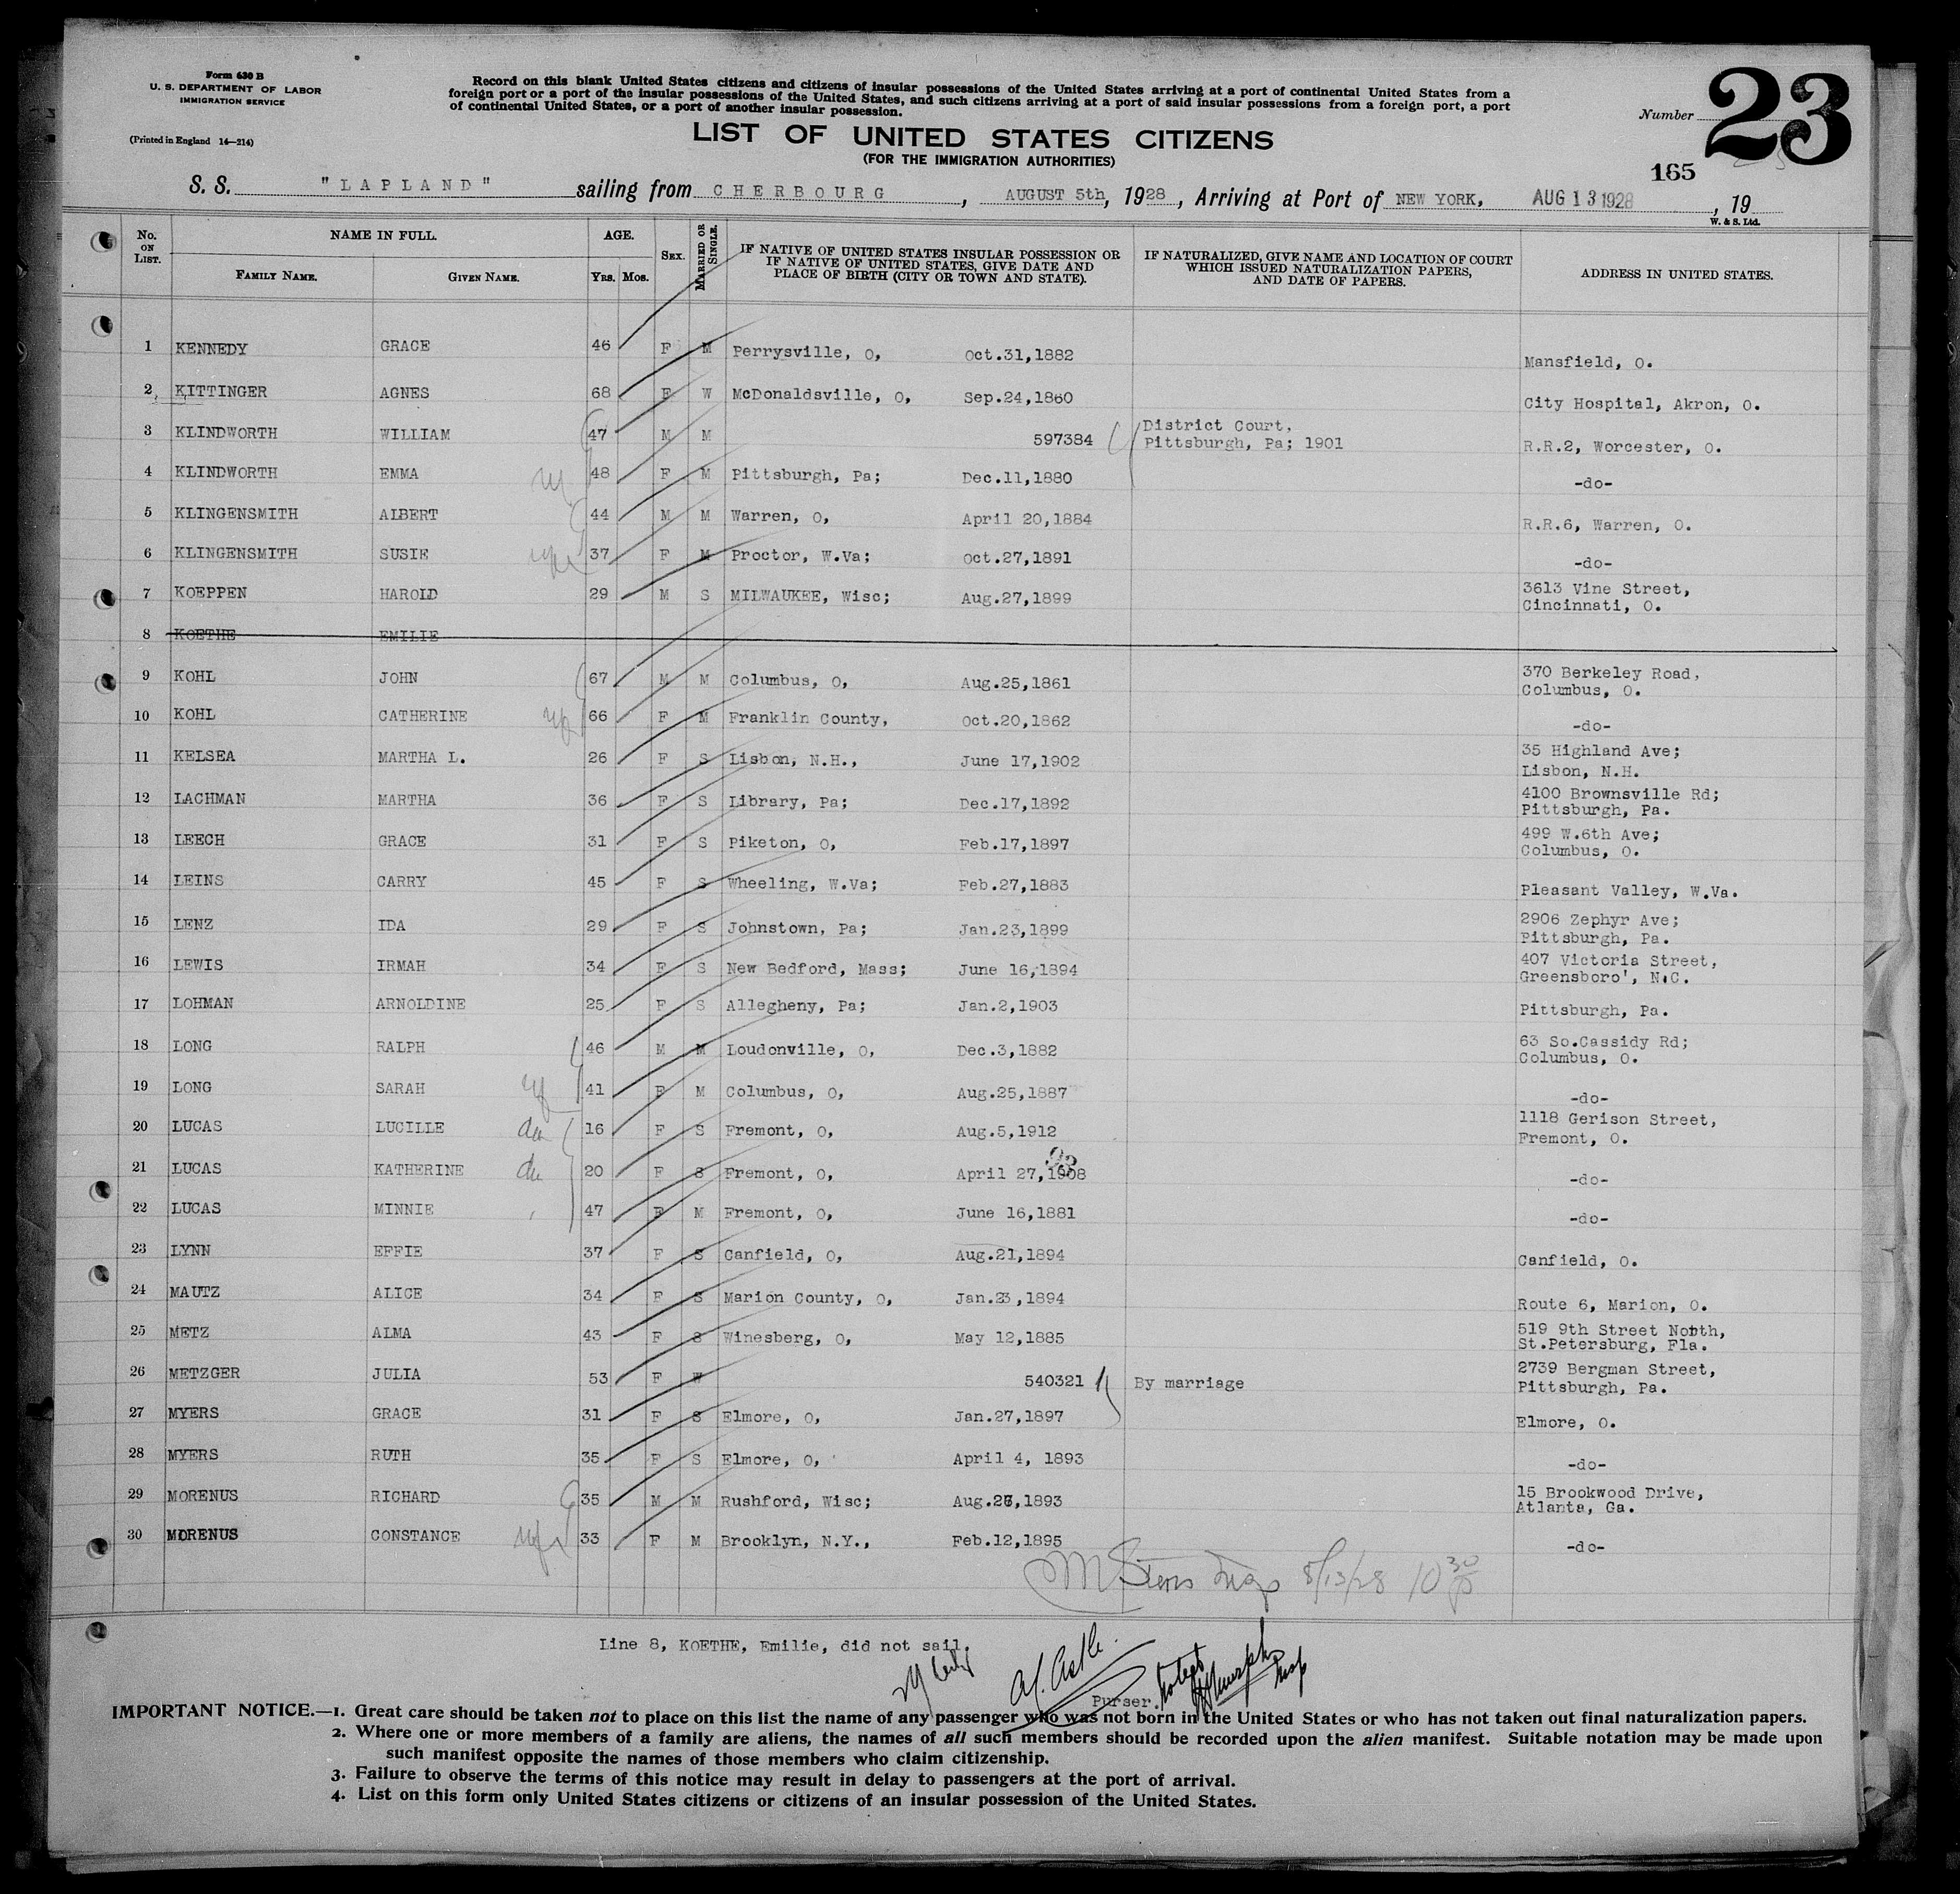 Form 630 B
U. S. DEPARTMENT OF LABOR
IMMIGRATION SERVICE
(Printed in England 14—214)
Record on this blank United States citizens and citizens of insular possessions of the United States arriving at a port of continental United States from a
foreign port or a port of the insular possessions of the United States, and such citizens arriving at a port of said insular possessions from a foreign port, a port
of continental United States, or a port of another insular possession.
LIST OF UNITED STATES CITIZENS
(FOR THE IMMIGRATION AUTHORITIES)
Number 23
165
S. S. "LAPLAND" sailing from CHERBOURG, AUGUST 5th, 1928, Arriving at Port of NEW YORK, AUG 13 1928, 19
W. & S. Ltd.
No. ON LIST. NAME IN FULL. AGE. SEX. MARRIED OR SINGLE. IF NATIVE OF UNITED STATES INSULAR POSSESSION OR IF NATIVE OF UNITED STATES, GIVE DATE AND PLACE OF BIRTH (CITY OR TOWN AND STATE). IF NATURALIZED, GIVE NAME AND LOCATION OF COURT WHICH ISSUED NATURALIZATION PAPERS, AND DATE OF PAPERS. ADDRESS IN UNITED STATES.
FAMILY NAME. GIVEN NAME. YRS. MOS.
1 KENNEDY GRACE 46 F M Perrysville, O, Oct.31,1882 Mansfield, O.
2 KITTINGER AGNES 68 F W McDonaldsville, O, Sep.24,1860 City Hospital, Akron, O.
3 KLINDWORTH WILLIAM 47 M M 597384 District Court, Pittsburgh, Pa; 1901 R.R.2, Worcester, O.
4 KLINDWORTH EMMA 48 F M Pittsburgh, Pa; Dec.11,1880 -do-
5 KLINGENSMITH ALBERT 44 M M Warren, O, April 20,1884 R.R.6, Warren, O.
6 KLINGENSMITH SUSIE 37 F M Proctor, W.Va; Oct.27,1891 -do-
7 KOEPPEN HAROLD 29 M S MILWAUKEE, Wisc; Aug.27,1899 3613 Vine Street, Cincinnati, O.
8 KOETHE EMILIE
9 KOHL JOHN 67 M M Columbus, O, Aug.25,1861 370 Berkeley Road, Columbus, O.
10 KOHL CATHERINE 66 F M Franklin County, Oct.20,1862 -do-
11 KELSEA MARTHA L. 26 F S Lisbon, N.H., June 17,1902 35 Highland Ave; Lisbon, N.H.
12 LACHMAN MARTHA 36 F S Library, Pa; Dec.17,1892 4100 Brownsville Rd; Pittsburgh, Pa.
13 LEECH GRACE 31 F S Piketon, O, Feb.17,1897 499 W.6th Ave; Columbus, O.
14 LEINS CARRY 45 F S Wheeling, W.Va; Feb.27,1883 Pleasant Valley, W.Va.
15 LENZ IDA 29 F S Johnstown, Pa; Jan.23,1899 2906 Zephyr Ave; Pittsburgh, Pa.
16 LEWIS IRMAH 34 F S New Bedford, Mass; June 16,1894 407 Victoria Street, Greensboro', N.C.
17 LOHMAN ARNOLDINE 25 F S Allegheny, Pa; Jan.2,1903 Pittsburgh, Pa.
18 LONG RALPH 46 M M Loudonville, O, Dec.3,1882 63 So.Cassidy Rd; Columbus, O.
19 LONG SARAH 41 F M Columbus, O, Aug.25,1887 -do-
20 LUCAS LUCILLE 16 F S Fremont, O, Aug.5,1912 1118 Gerison Street, Fremont, O.
21 LUCAS KATHERINE 20 F S Fremont, O, April 27,1908 -do-
22 LUCAS MINNIE 47 F M Fremont, O, June 16,1881 -do-
23 LYNN EFFIE 37 F S Canfield, O, Aug.21,1894 Canfield, O.
24 MAUTZ ALICE 34 F S Marion County, O, Jan.23,1894 Route 6, Marion, O.
25 METZ ALMA 43 F S Winesberg, O, May 12,1885 519 9th Street North, St.Petersburg, Fla.
26 METZGER JULIA 53 F W 540321 By marriage 2739 Bergman Street, Pittsburgh, Pa.
27 MYERS GRACE 31 F S Elmore, O, Jan.27,1897 Elmore, O.
28 MYERS RUTH 35 F S Elmore, O, April 4, 1893 -do-
29 MORENUS RICHARD 35 M M Rushford, Wisc; Aug. 1893 15 Brookwood Drive, Atlanta, Ga.
30 MORENUS CONSTANCE 33 F M Brooklyn, N.Y., Feb.12,1895 -do-
8/13/28 10 30
Line 8, KOETHE, Emilie, did not sail.
Purser.
IMPORTANT NOTICE.—1. Great care should be taken not to place on this list the name of any passenger who was not born in the United States or who has not taken out final naturalization papers.
2. Where one or more members of a family are aliens, the names of all such members should be recorded upon the alien manifest. Suitable notation may be made upon
such manifest opposite the names of those members who claim citizenship.
3. Failure to observe the terms of this notice may result in delay to passengers at the port of arrival.
4. List on this form only United States citizens or citizens of an insular possession of the United States.